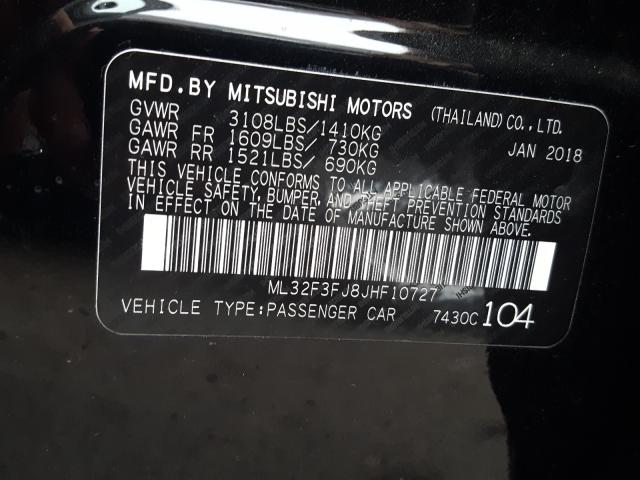 MFD.BY MITSUBISHI MOTORS (THAILAND)CO.,LTD.
GVWR 3108LBS/1410KG JAN 2018
GAWR FR 1609LBS/ 730KG
GAWR RR 1521LBS/ 690KG
THIS VEHICLE CONFORMS TO ALL APPLICABLE FEDERAL MOTOR
VEHICLE SAFETY,BUMPER,AND THEFT PREVENTION STANDARDS
IN EFFECT ON THE DATE OF MANUFACTURE SHOWN ABOVE.
ML32F3FJ8JHF10727
VEHICLE TYPE:PASSENGER CAR 7430C 104